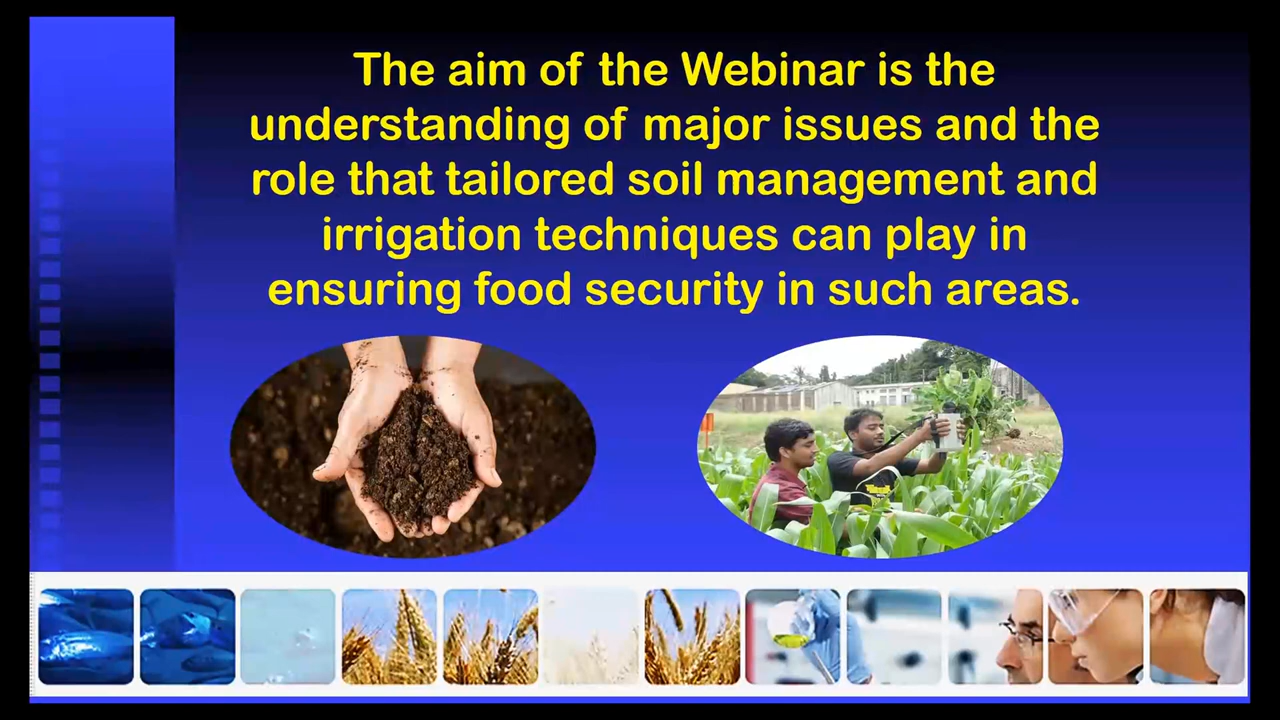 The aim of the Webinar is the
understanding of major issues and the
role that tailored soil management and
irrigation techniques can play in
ensuring food security in such areas.